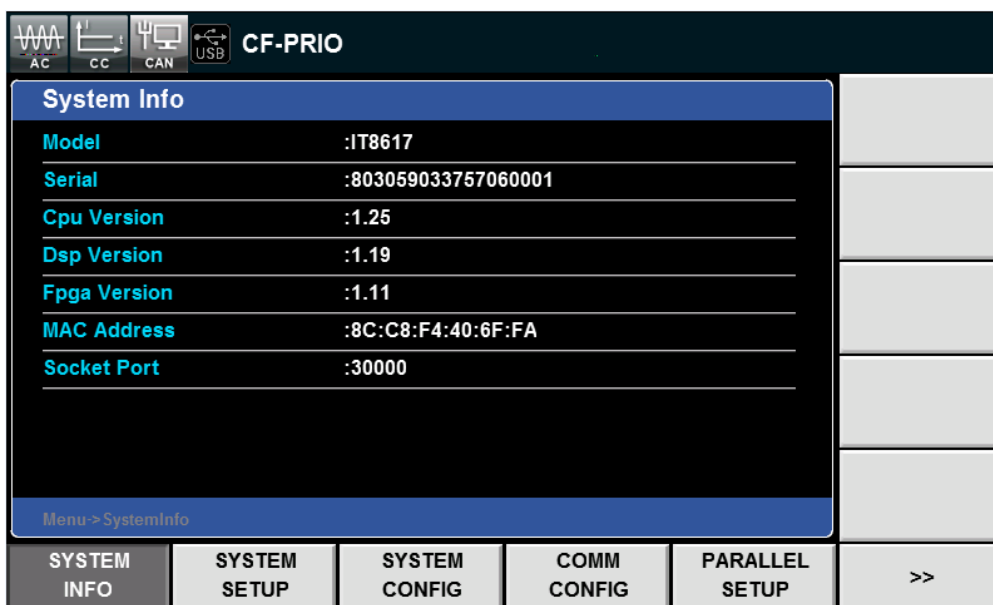 AC CC CAN USB CF-PRIO
System Info
Model :IT8617
Serial :803059033757060001
Cpu Version :1.25
Dsp Version :1.19
Fpga Version :1.11
MAC Address :8C:C8:F4:40:6F:FA
Socket Port :30000
Menu->SystemInfo
SYSTEM INFO
SYSTEM SETUP
SYSTEM CONFIG
COMM CONFIG
PARALLEL SETUP
>>